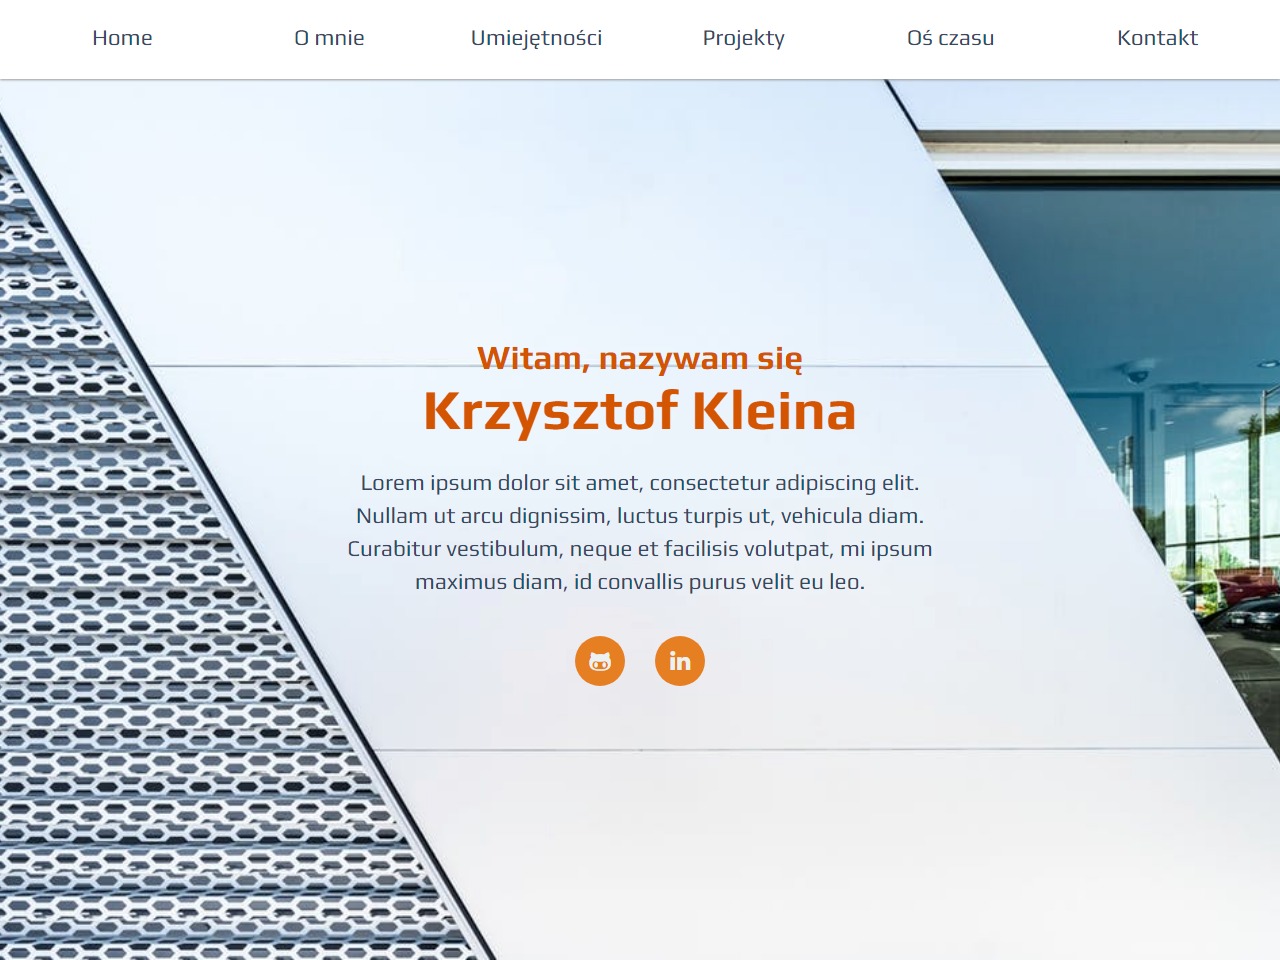 Home
O mnie
Umiejętności
Projekty
Oś czasu
Kontakt
Witam, nazywam się
Krzysztof Kleina
Lorem ipsum dolor sit amet, consectetur adipiscing elit.
Nullam ut arcu dignissim, luctus turpis ut, vehicula diam.
Curabitur vestibulum, neque et facilisis volutpat, mi ipsum
maximus diam, id convallis purus velit eu leo.
in